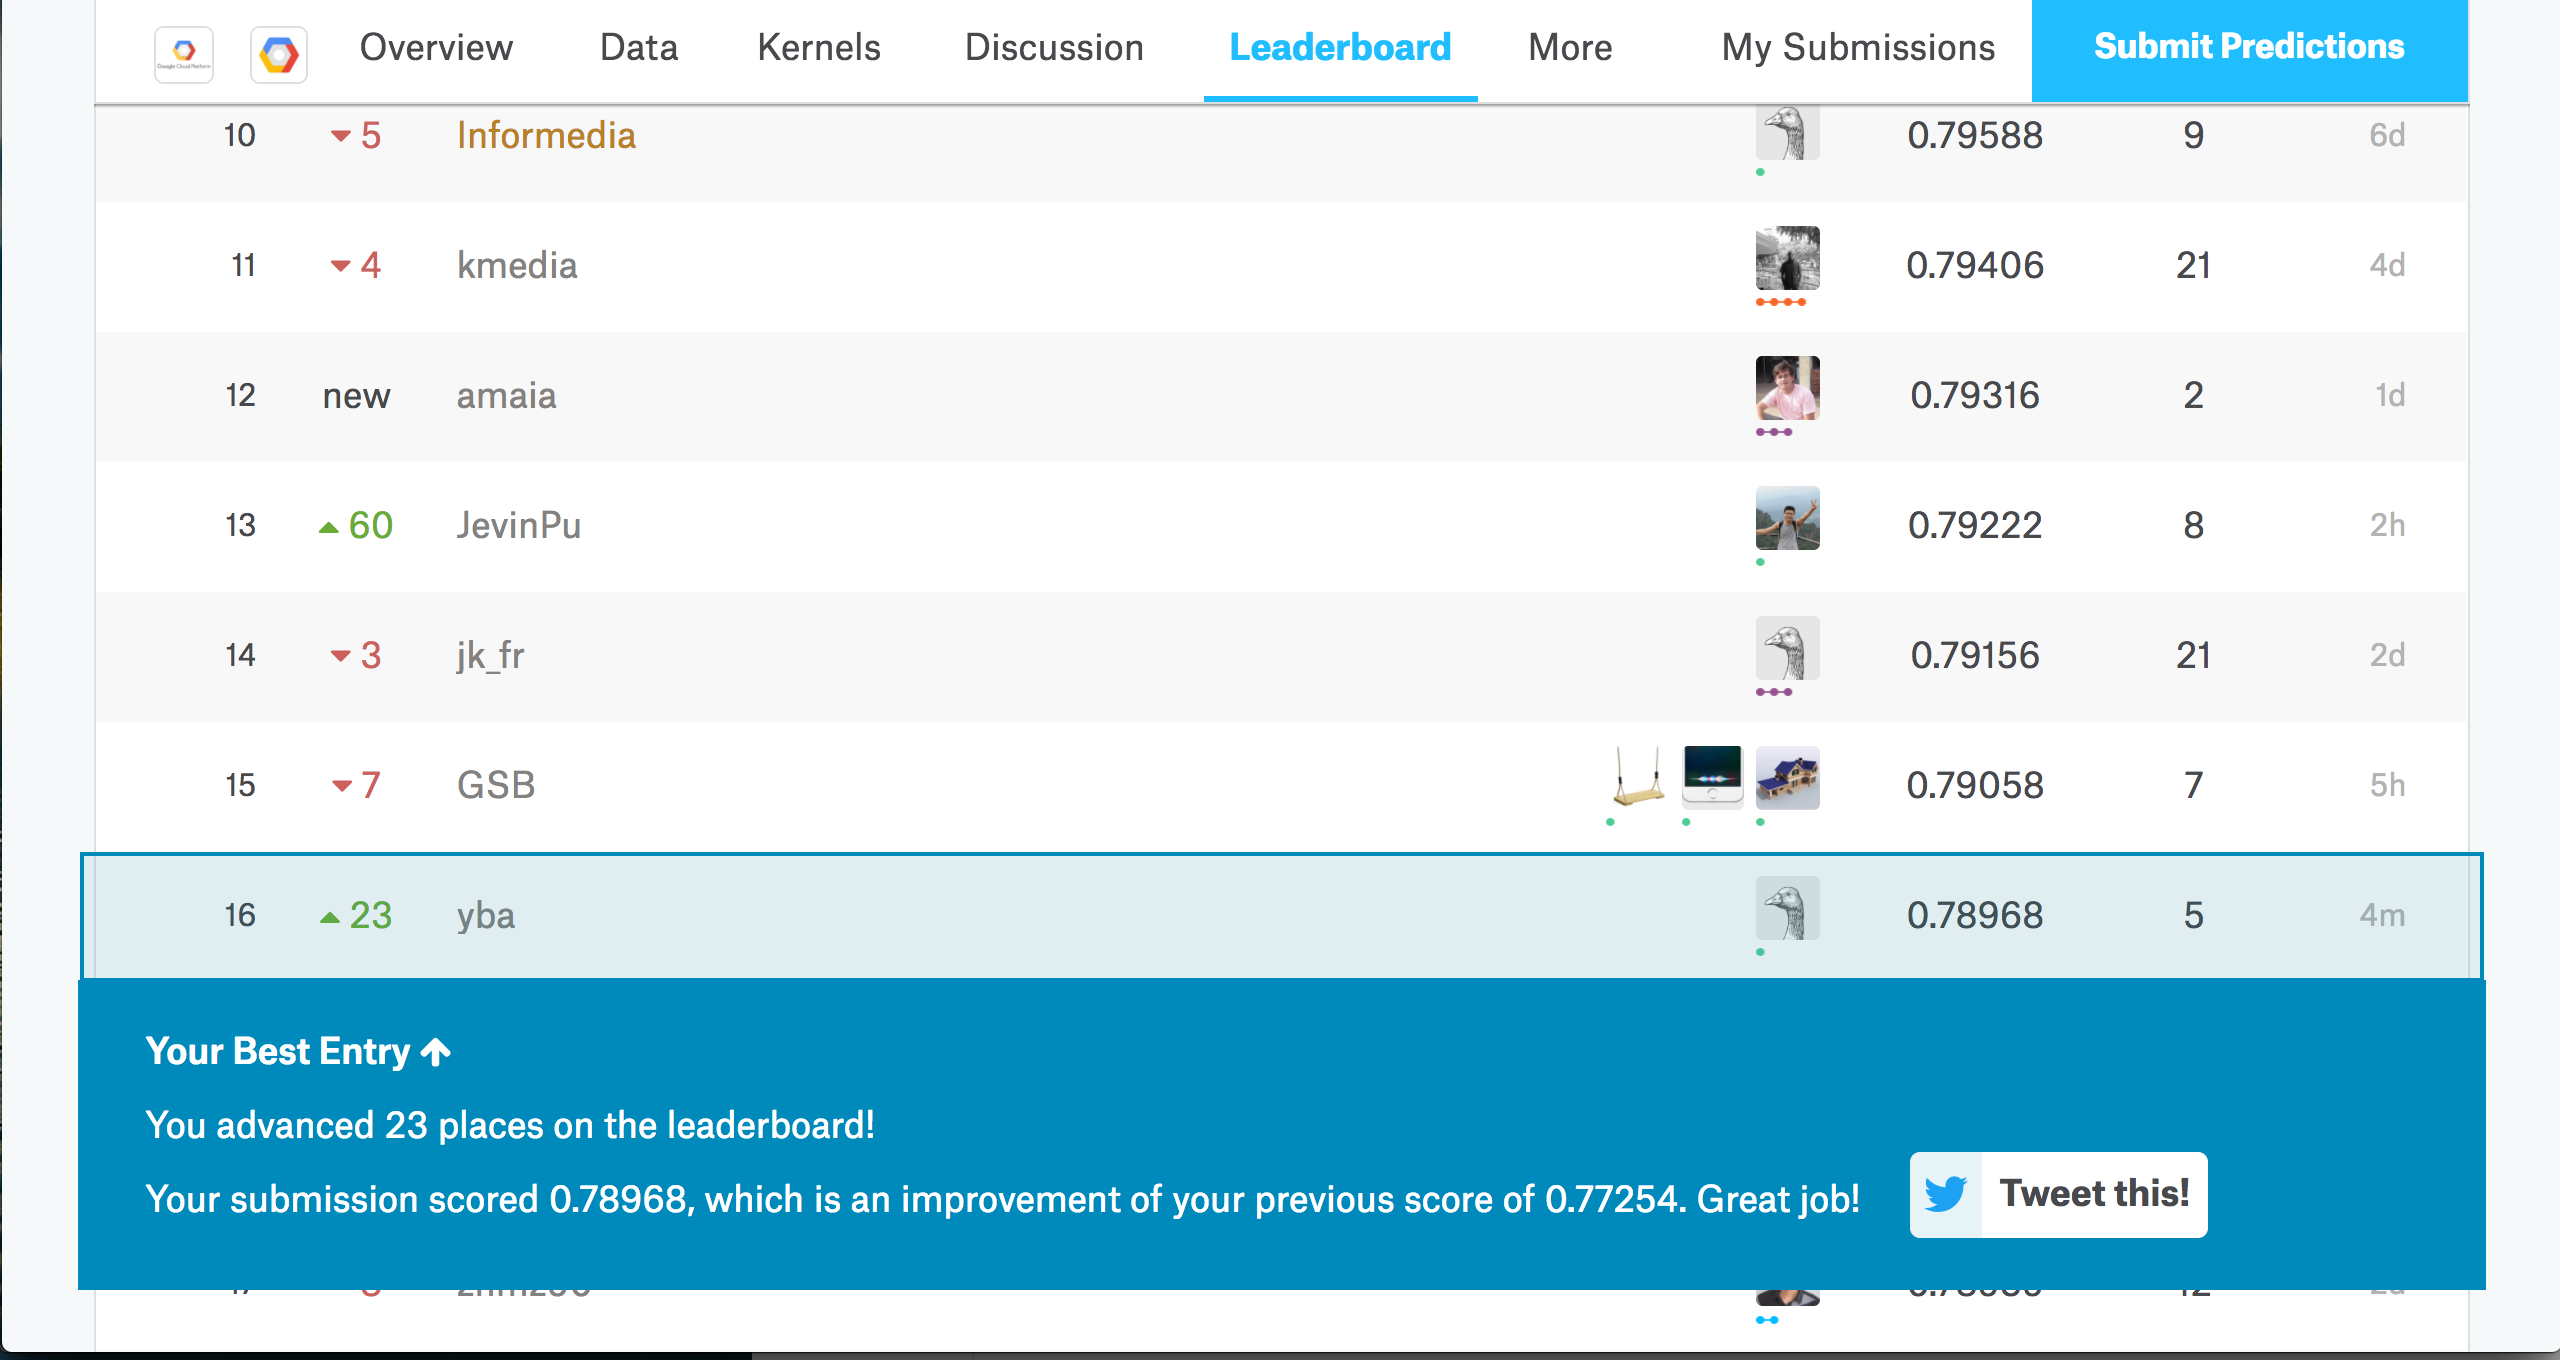 Google Cloud Platform
Overview Data Kernels Discussion Leaderboard More My Submissions Submit Predictions
10 5 Informedia 0.79588 9 6d
11 4 kmedia 0.79406 21 4d
12 new amaia 0.79316 2 1d
13 60 JevinPu 0.79222 8 2h
14 3 jk_fr 0.79156 21 2d
15 7 GSB 0.79058 7 5h
16 23 yba 0.78968 5 4m
Your Best Entry
You advanced 23 places on the leaderboard!
Your submission scored 0.78968, which is an improvement of your previous score of 0.77254. Great job!
Tweet this!